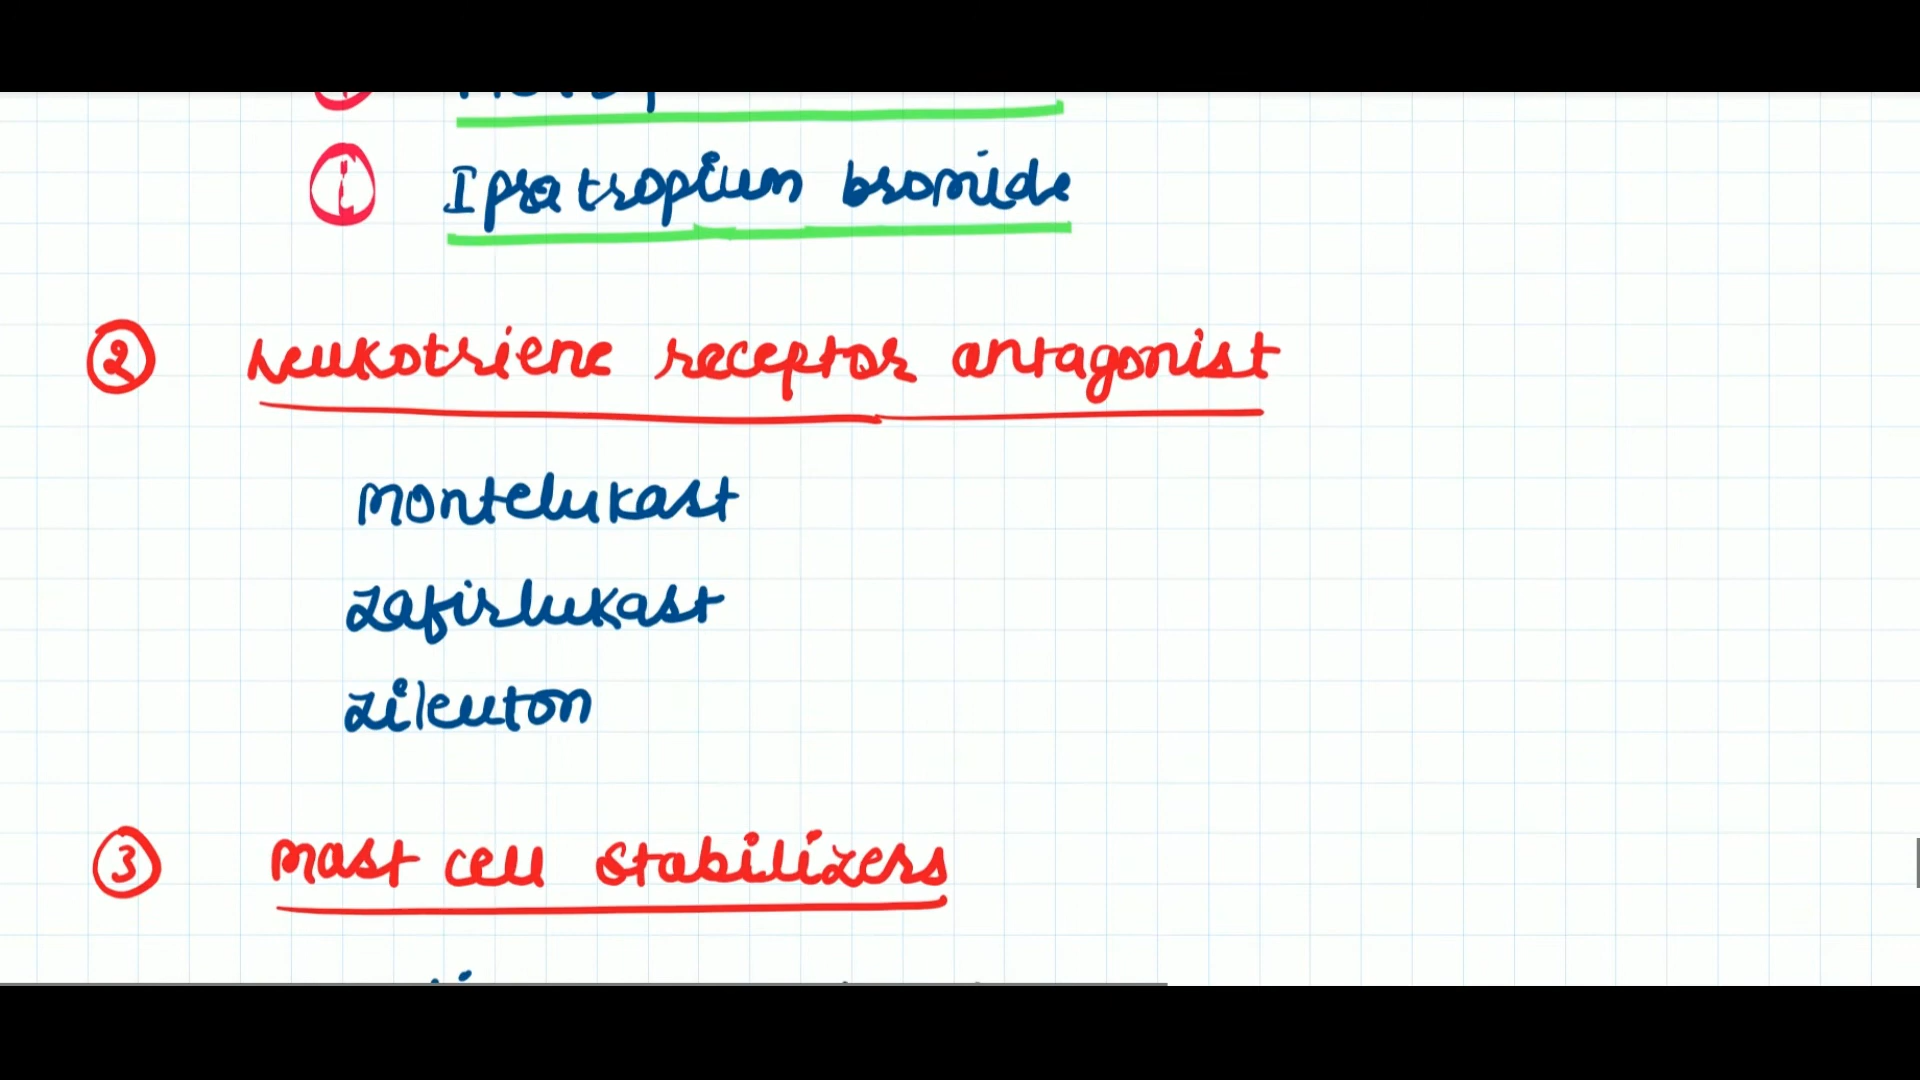 Ipratropium bromide
② Leukotriene receptor antagonist
Montelukast
Zafirlukast
Zileuton
③ Mast cell stabilizers